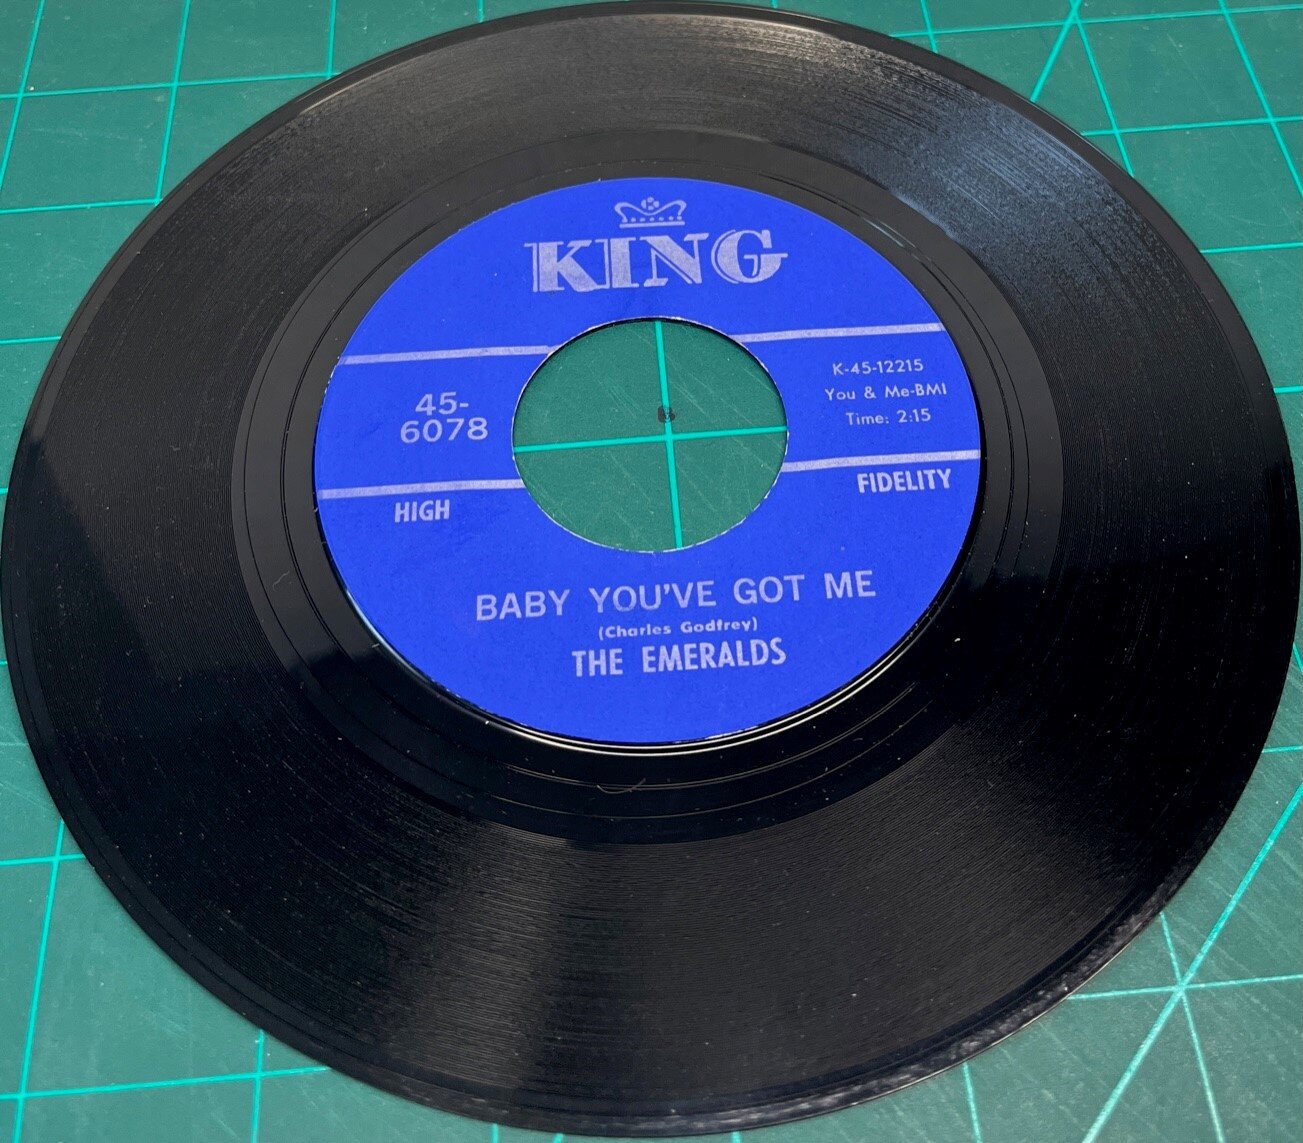 KING
45-
6078
K-45-12215
You & Me-BMI
Time: 2:15
HIGH
FIDELITY
BABY YOU'VE GOT ME
(Charles Godfrey)
THE EMERALDS